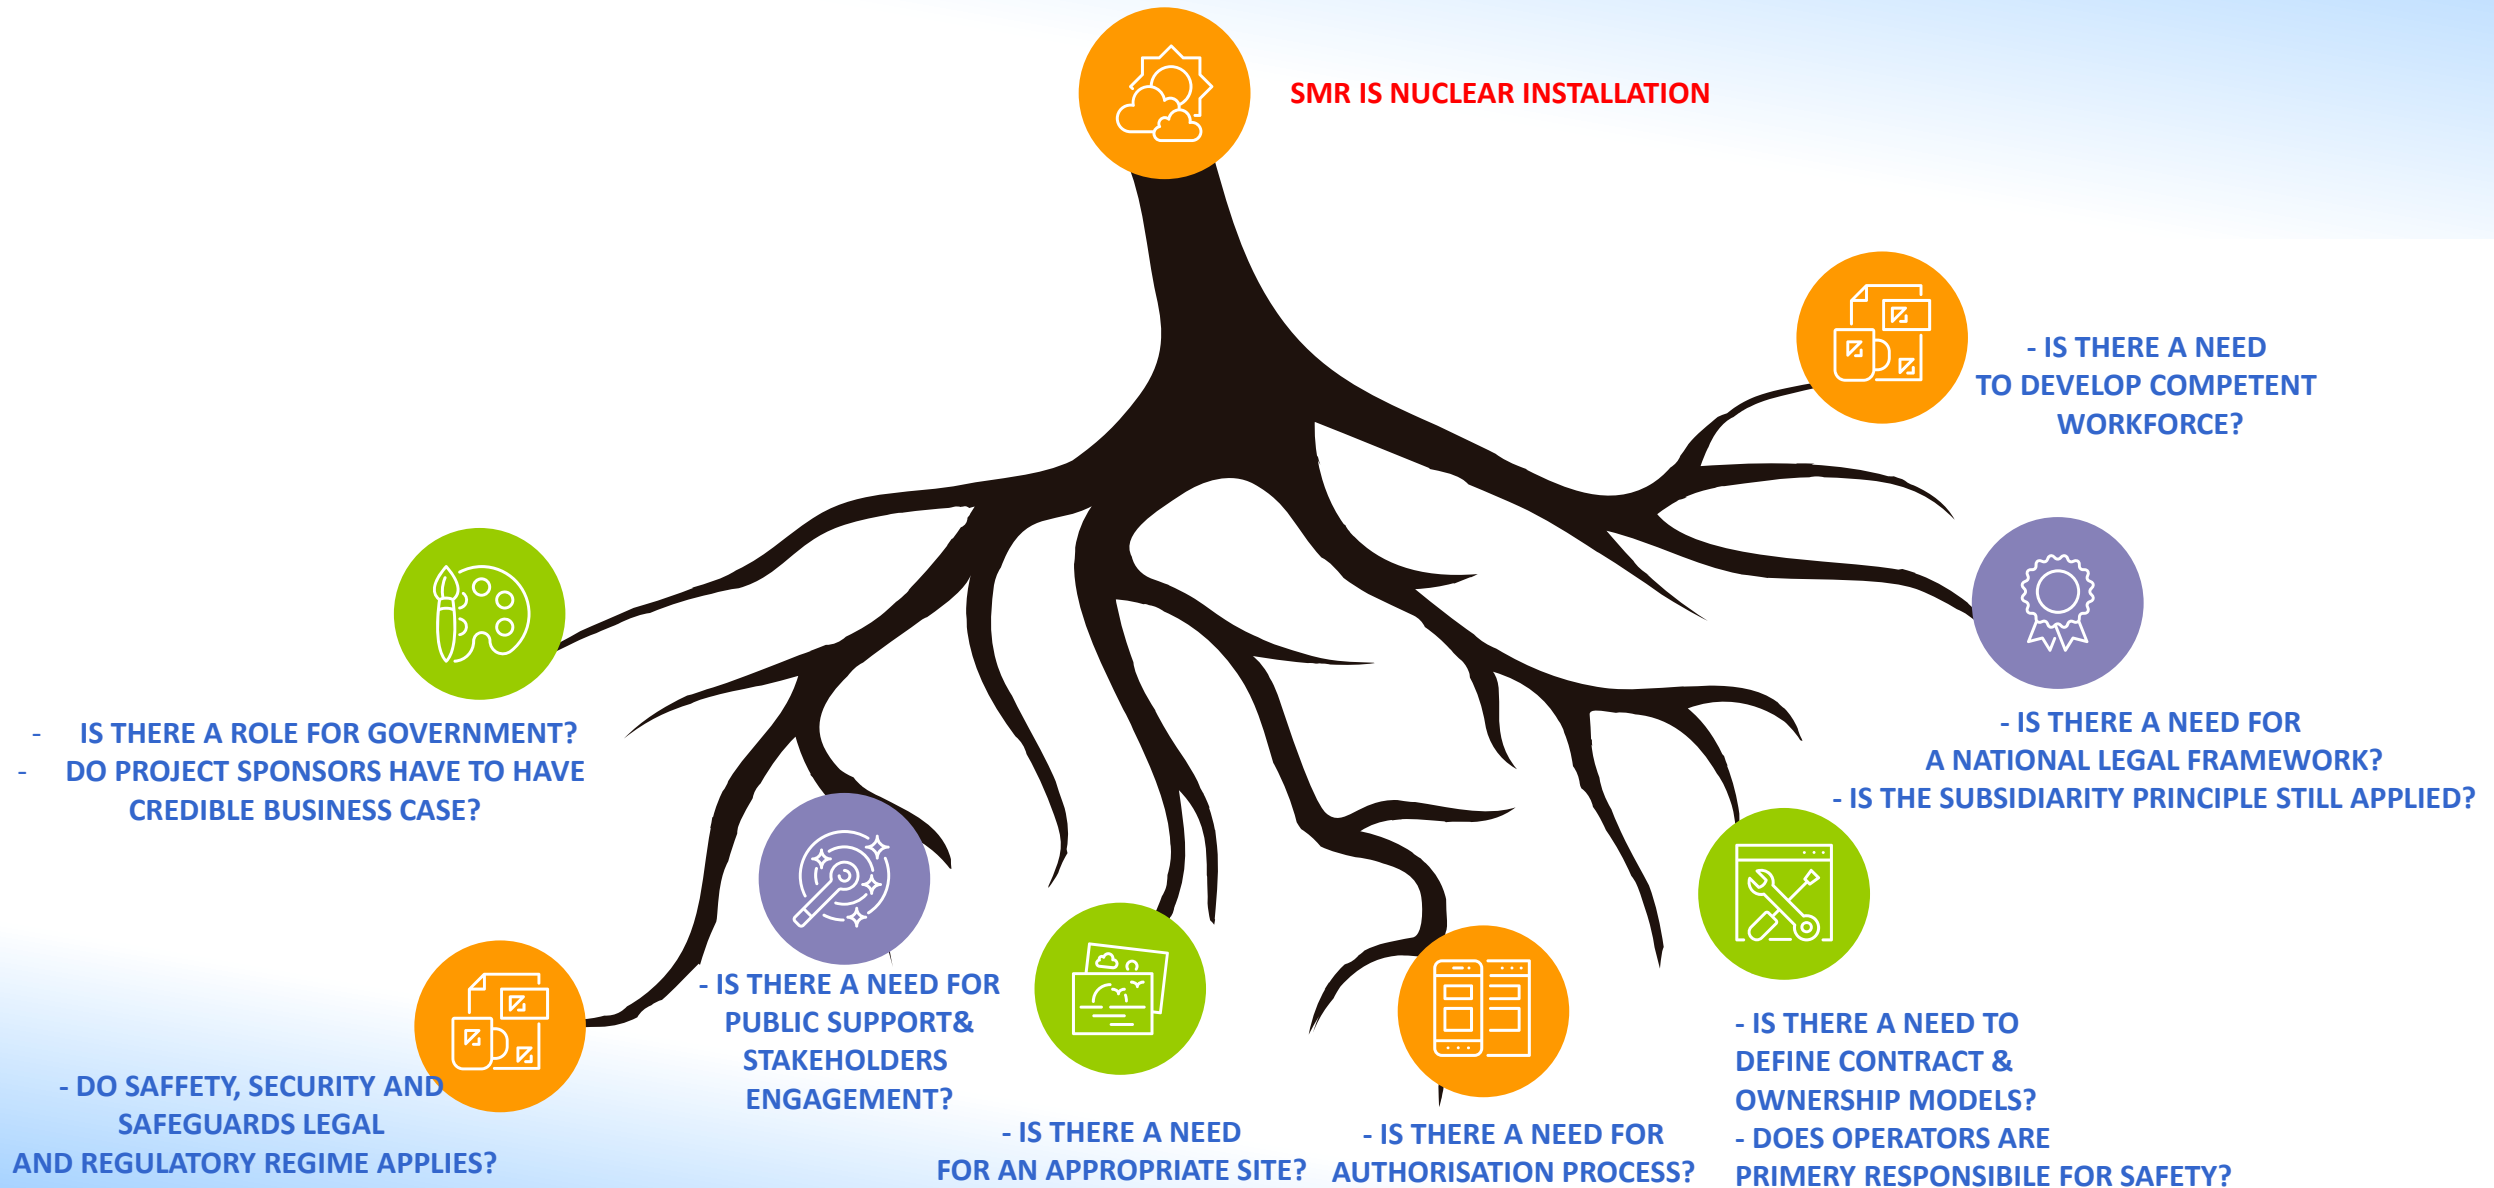 SMR IS NUCLEAR INSTALLATION
- IS THERE A NEED
TO DEVELOP COMPETENT
WORKFORCE?
- IS THERE A ROLE FOR GOVERNMENT?
- DO PROJECT SPONSORS HAVE TO HAVE
CREDIBLE BUSINESS CASE?
- IS THERE A NEED FOR
A NATIONAL LEGAL FRAMEWORK?
- IS THE SUBSIDIARITY PRINCIPLE STILL APPLIED?
- DO SAFFETY, SECURITY AND
SAFEGUARDS LEGAL
AND REGULATORY REGIME APPLIES?
- IS THERE A NEED FOR
PUBLIC SUPPORT&
STAKEHOLDERS
ENGAGEMENT?
- IS THERE A NEED
FOR AN APPROPRIATE SITE?
- IS THERE A NEED FOR
AUTHORISATION PROCESS?
- IS THERE A NEED TO
DEFINE CONTRACT &
OWNERSHIP MODELS?
- DOES OPERATORS ARE
PRIMERY RESPONSIBILE FOR SAFETY?